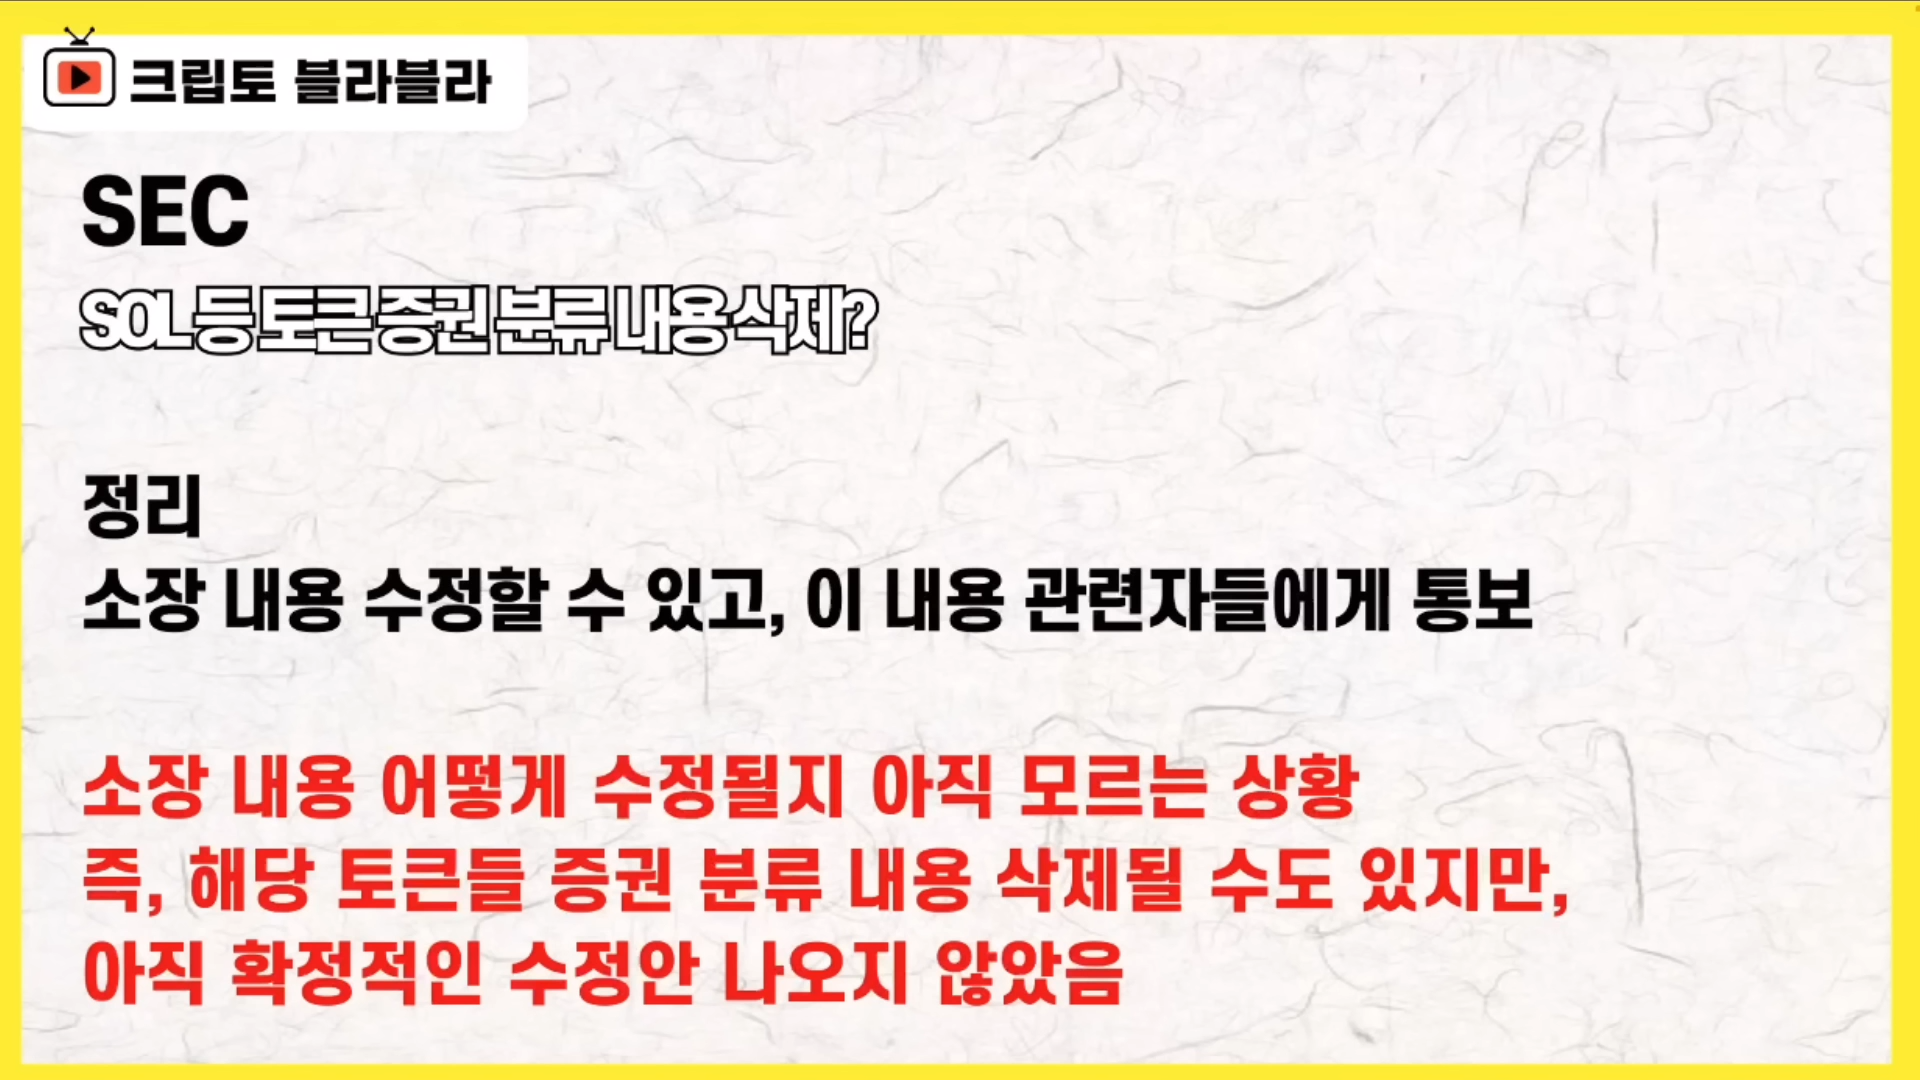 크립토 블라블라
SEC
SOL 등 토큰 증권 분류 내용 삭제?
정리
소장 내용 수정할 수 있고, 이 내용 관련자들에게 통보
소장 내용 어떻게 수정될지 아직 모르는 상황
즉, 해당 토큰들 증권 분류 내용 삭제될 수도 있지만,
아직 확정적인 수정안 나오지 않았음